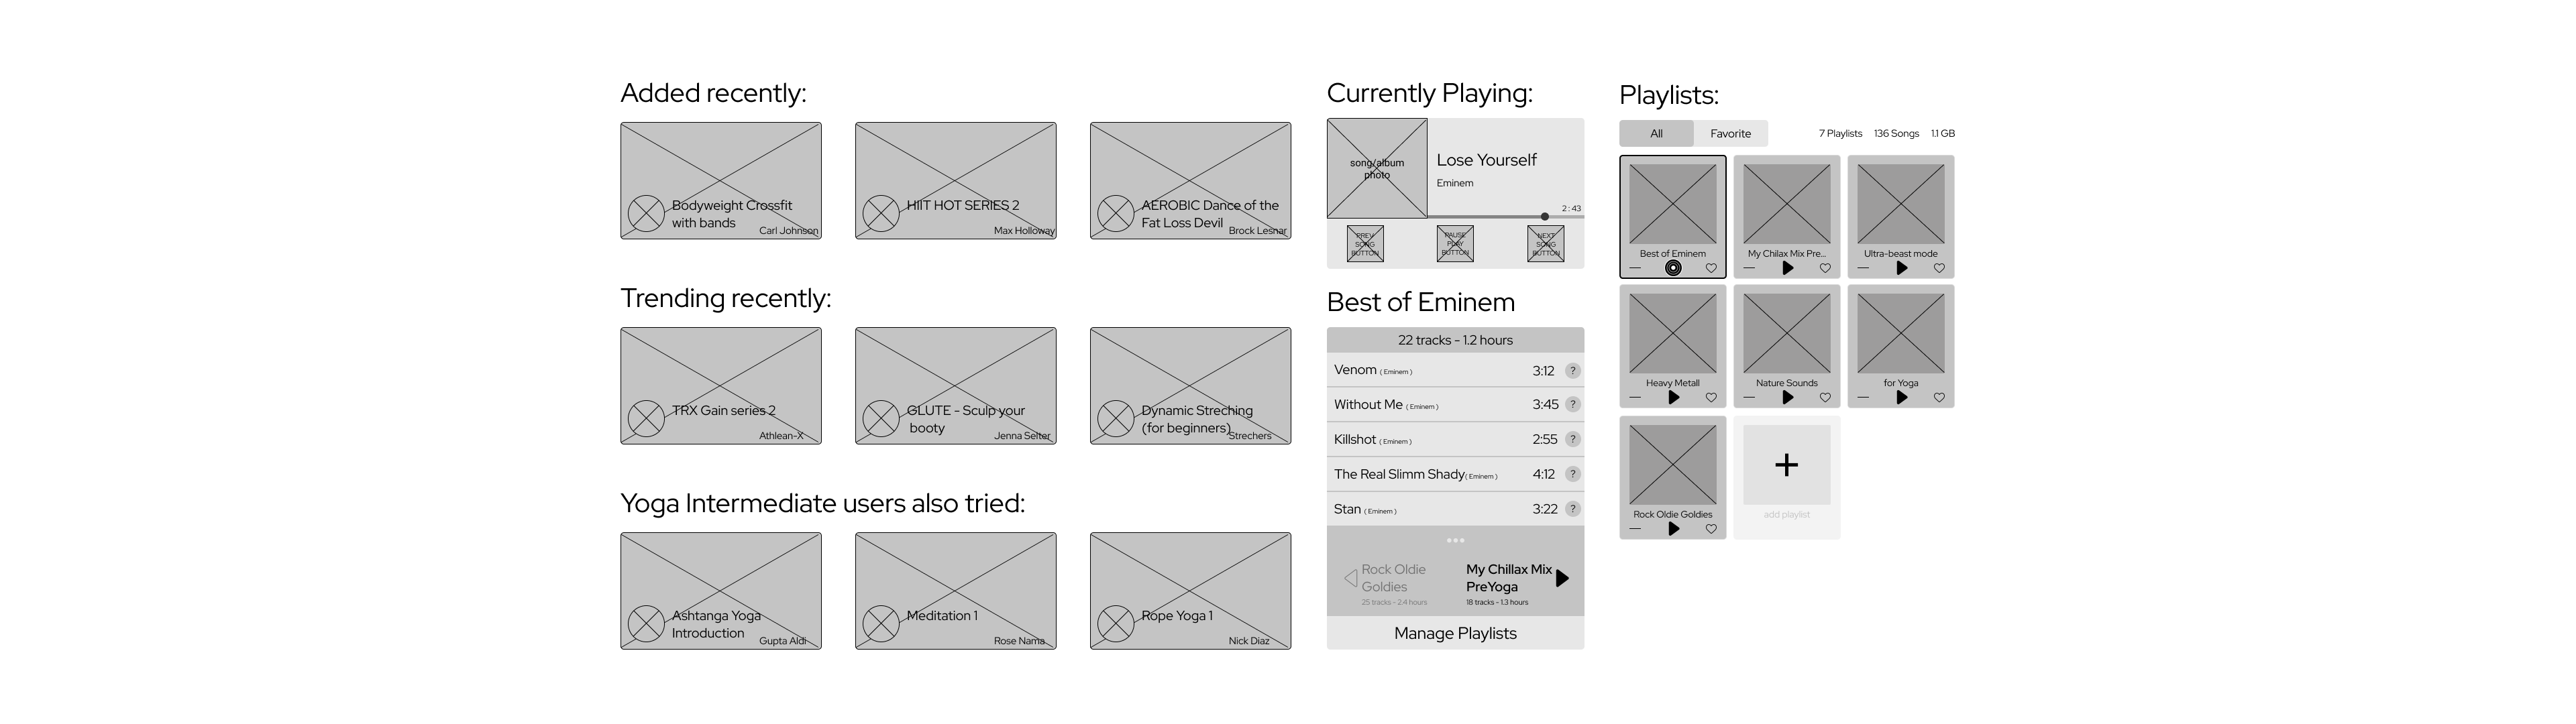 Added recently:
Bodyweight Crossfit
with bands
Carl Johnson
HIIT HOT SERIES 2
Max Holloway
AEROBIC Dance of the
Fat Loss Devil
Brock Lesnar
Trending recently:
TRX Gain series 2
Athlean-X
GLUTE - Sculp your
booty
Jenna Selter
Dynamic Streching
(for beginners)
Strechers
Yoga Intermediate users also tried:
Ashtanga Yoga
Introduction
Gupta Aldi
Meditation 1
Rose Nama
Rope Yoga 1
Nick Diaz
Currently Playing:
song/album
photo
Lose Yourself
Eminem
2:43
PREV
SONG
BUTTON
PAUSE
PLAY
BUTTON
NEXT
SONG
BUTTON
Best of Eminem
22 tracks - 1.2 hours
Venom ( Eminem ) 3:12 ?
Without Me ( Eminem ) 3:45 ?
Killshot ( Eminem ) 2:55 ?
The Real Slimm Shady ( Eminem ) 4:12 ?
Stan ( Eminem ) 3:22 ?
Rock Oldie
Goldies
25 tracks - 2.4 hours
My Chillax Mix
PreYoga
18 tracks - 1.3 hours
Manage Playlists
Playlists:
All Favorite 7 Playlists 136 Songs 1.1 GB
Best of Eminem
My Chilax Mix Pre...
Ultra-beast mode
Heavy Metall
Nature Sounds
for Yoga
Rock Oldie Goldies
add playlist